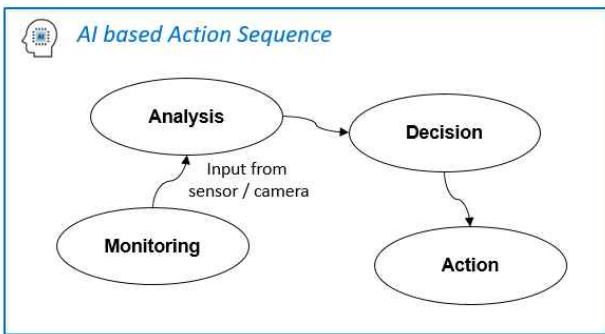 AI based Action Sequence
Analysis
Decision
Input from
sensor / camera
Monitoring
Action